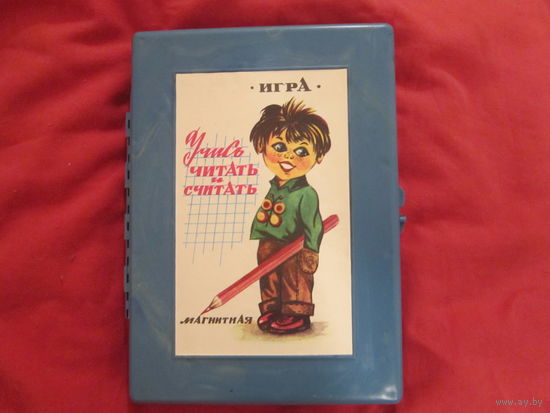 · ИГРА ·
Учись
читать
и
считать
магнитная
www.ay.by